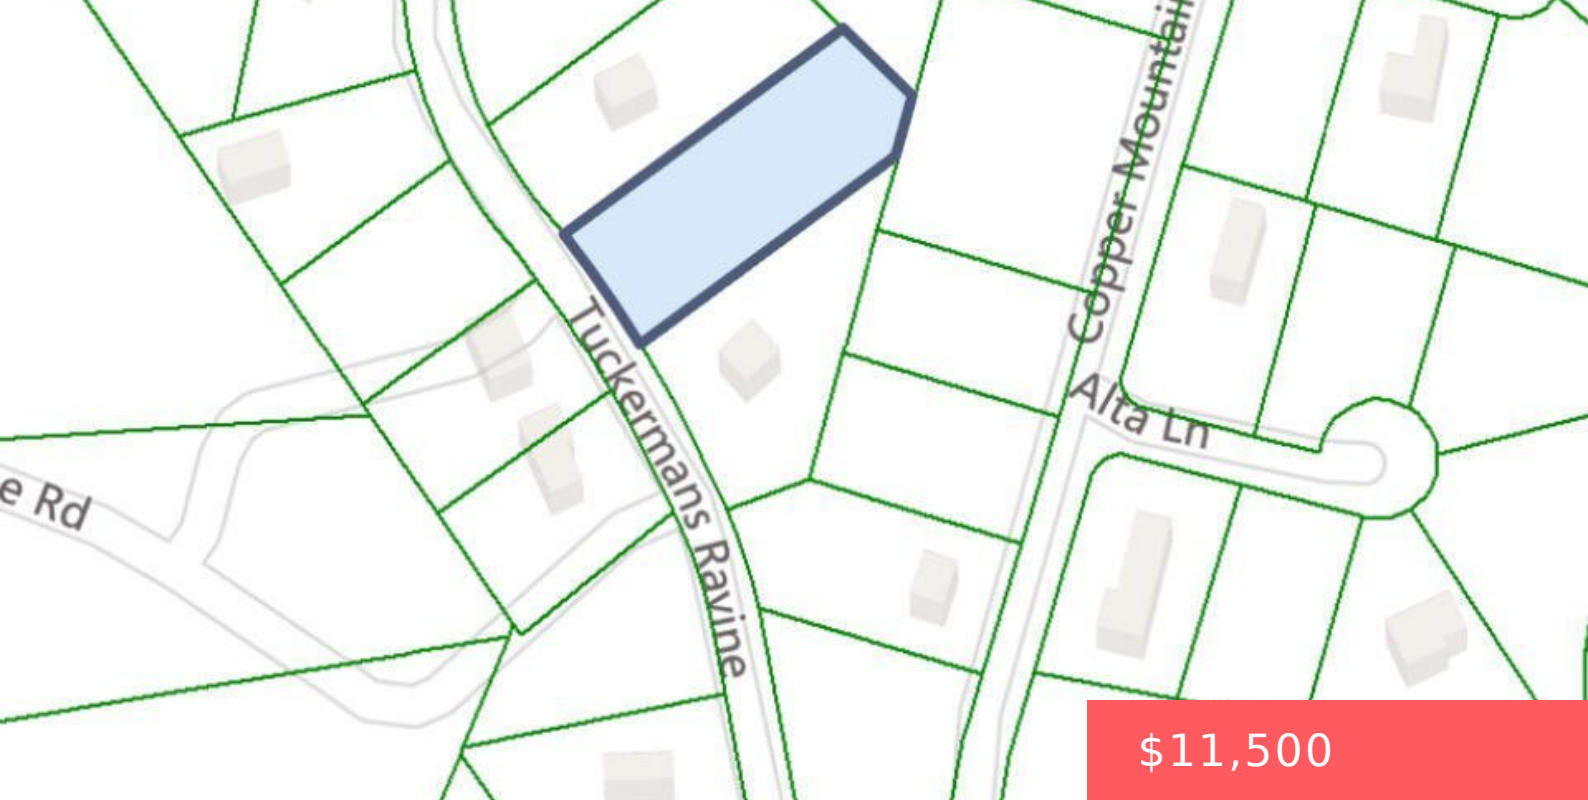 Copper Mountain
Tuckermans Ravine
Alta Ln
e Rd
$11,500